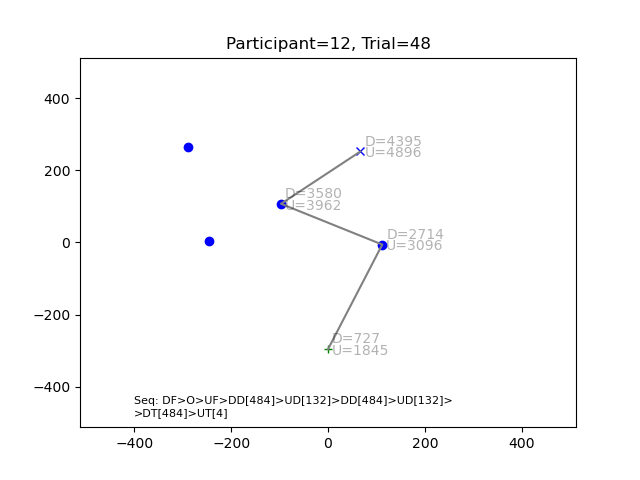 Participant=12, Trial=48
400
200
0
−200
−400
D=4395
U=4896
D=3580
U=3962
D=2714
U=3096
D=727
U=1845
Seq: DF>O>UF>DD[484]>UD[132]>DD[484]>UD[132]>
>DT[484]>UT[4]
−400 −200 0 200 400